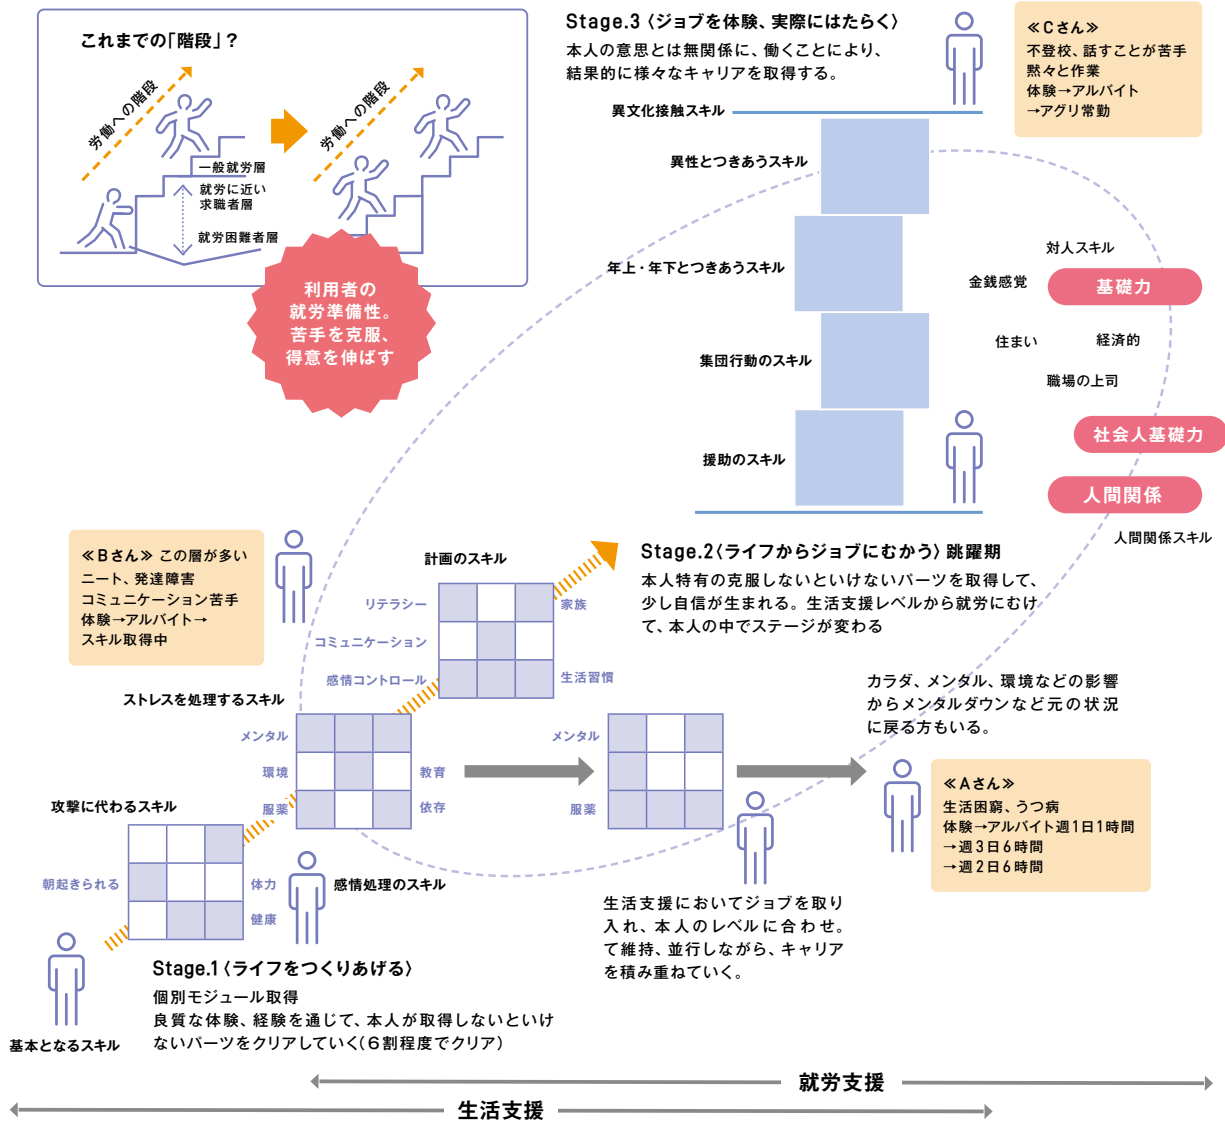 これまでの「階段」?
労働への階段
一般就労層
就労に近い
求職者層
就労困難者層
労働への階段
利用者の
就労準備性。
苦手を克服、
得意を伸ばす
Stage.3〈ジョブを体験、実際にはたらく〉
本人の意思とは無関係に、働くことにより、
結果的に様々なキャリアを取得する。
≪Cさん≫
不登校、話すことが苦手
黙々と作業
体験→アルバイト
→アグリ常勤
異文化接触スキル
異性とつきあうスキル
年上・年下とつきあうスキル
集団行動のスキル
援助のスキル
対人スキル
金銭感覚
基礎力
住まい
経済的
職場の上司
社会人基礎力
人間関係
人間関係スキル
≪Bさん≫ この層が多い
ニート、発達障害
コミュニケーション苦手
体験→アルバイト→
スキル取得中
計画のスキル
リテラシー
家族
コミュニケーション
感情コントロール
生活習慣
Stage.2〈ライフからジョブにむかう〉跳躍期
本人特有の克服しないといけないパーツを取得して、
少し自信が生まれる。生活支援レベルから就労にむけ
て、本人の中でステージが変わる
ストレスを処理するスキル
メンタル
環境
教育
服薬
依存
メンタル
服薬
カラダ、メンタル、環境などの影響
からメンタルダウンなど元の状況
に戻る方もいる。
≪Aさん≫
生活困窮、うつ病
体験→アルバイト週1日1時間
→週3日6時間
→週2日6時間
攻撃に代わるスキル
朝起きられる
体力
健康
感情処理のスキル
生活支援においてジョブを取り
入れ、本人のレベルに合わせ。
て維持、並行しながら、キャリア
を積み重ねていく。
基本となるスキル
Stage.1〈ライフをつくりあげる〉
個別モジュール取得
良質な体験、経験を通じて、本人が取得しないといけ
ないパーツをクリアしていく(6割程度でクリア)
就労支援
生活支援